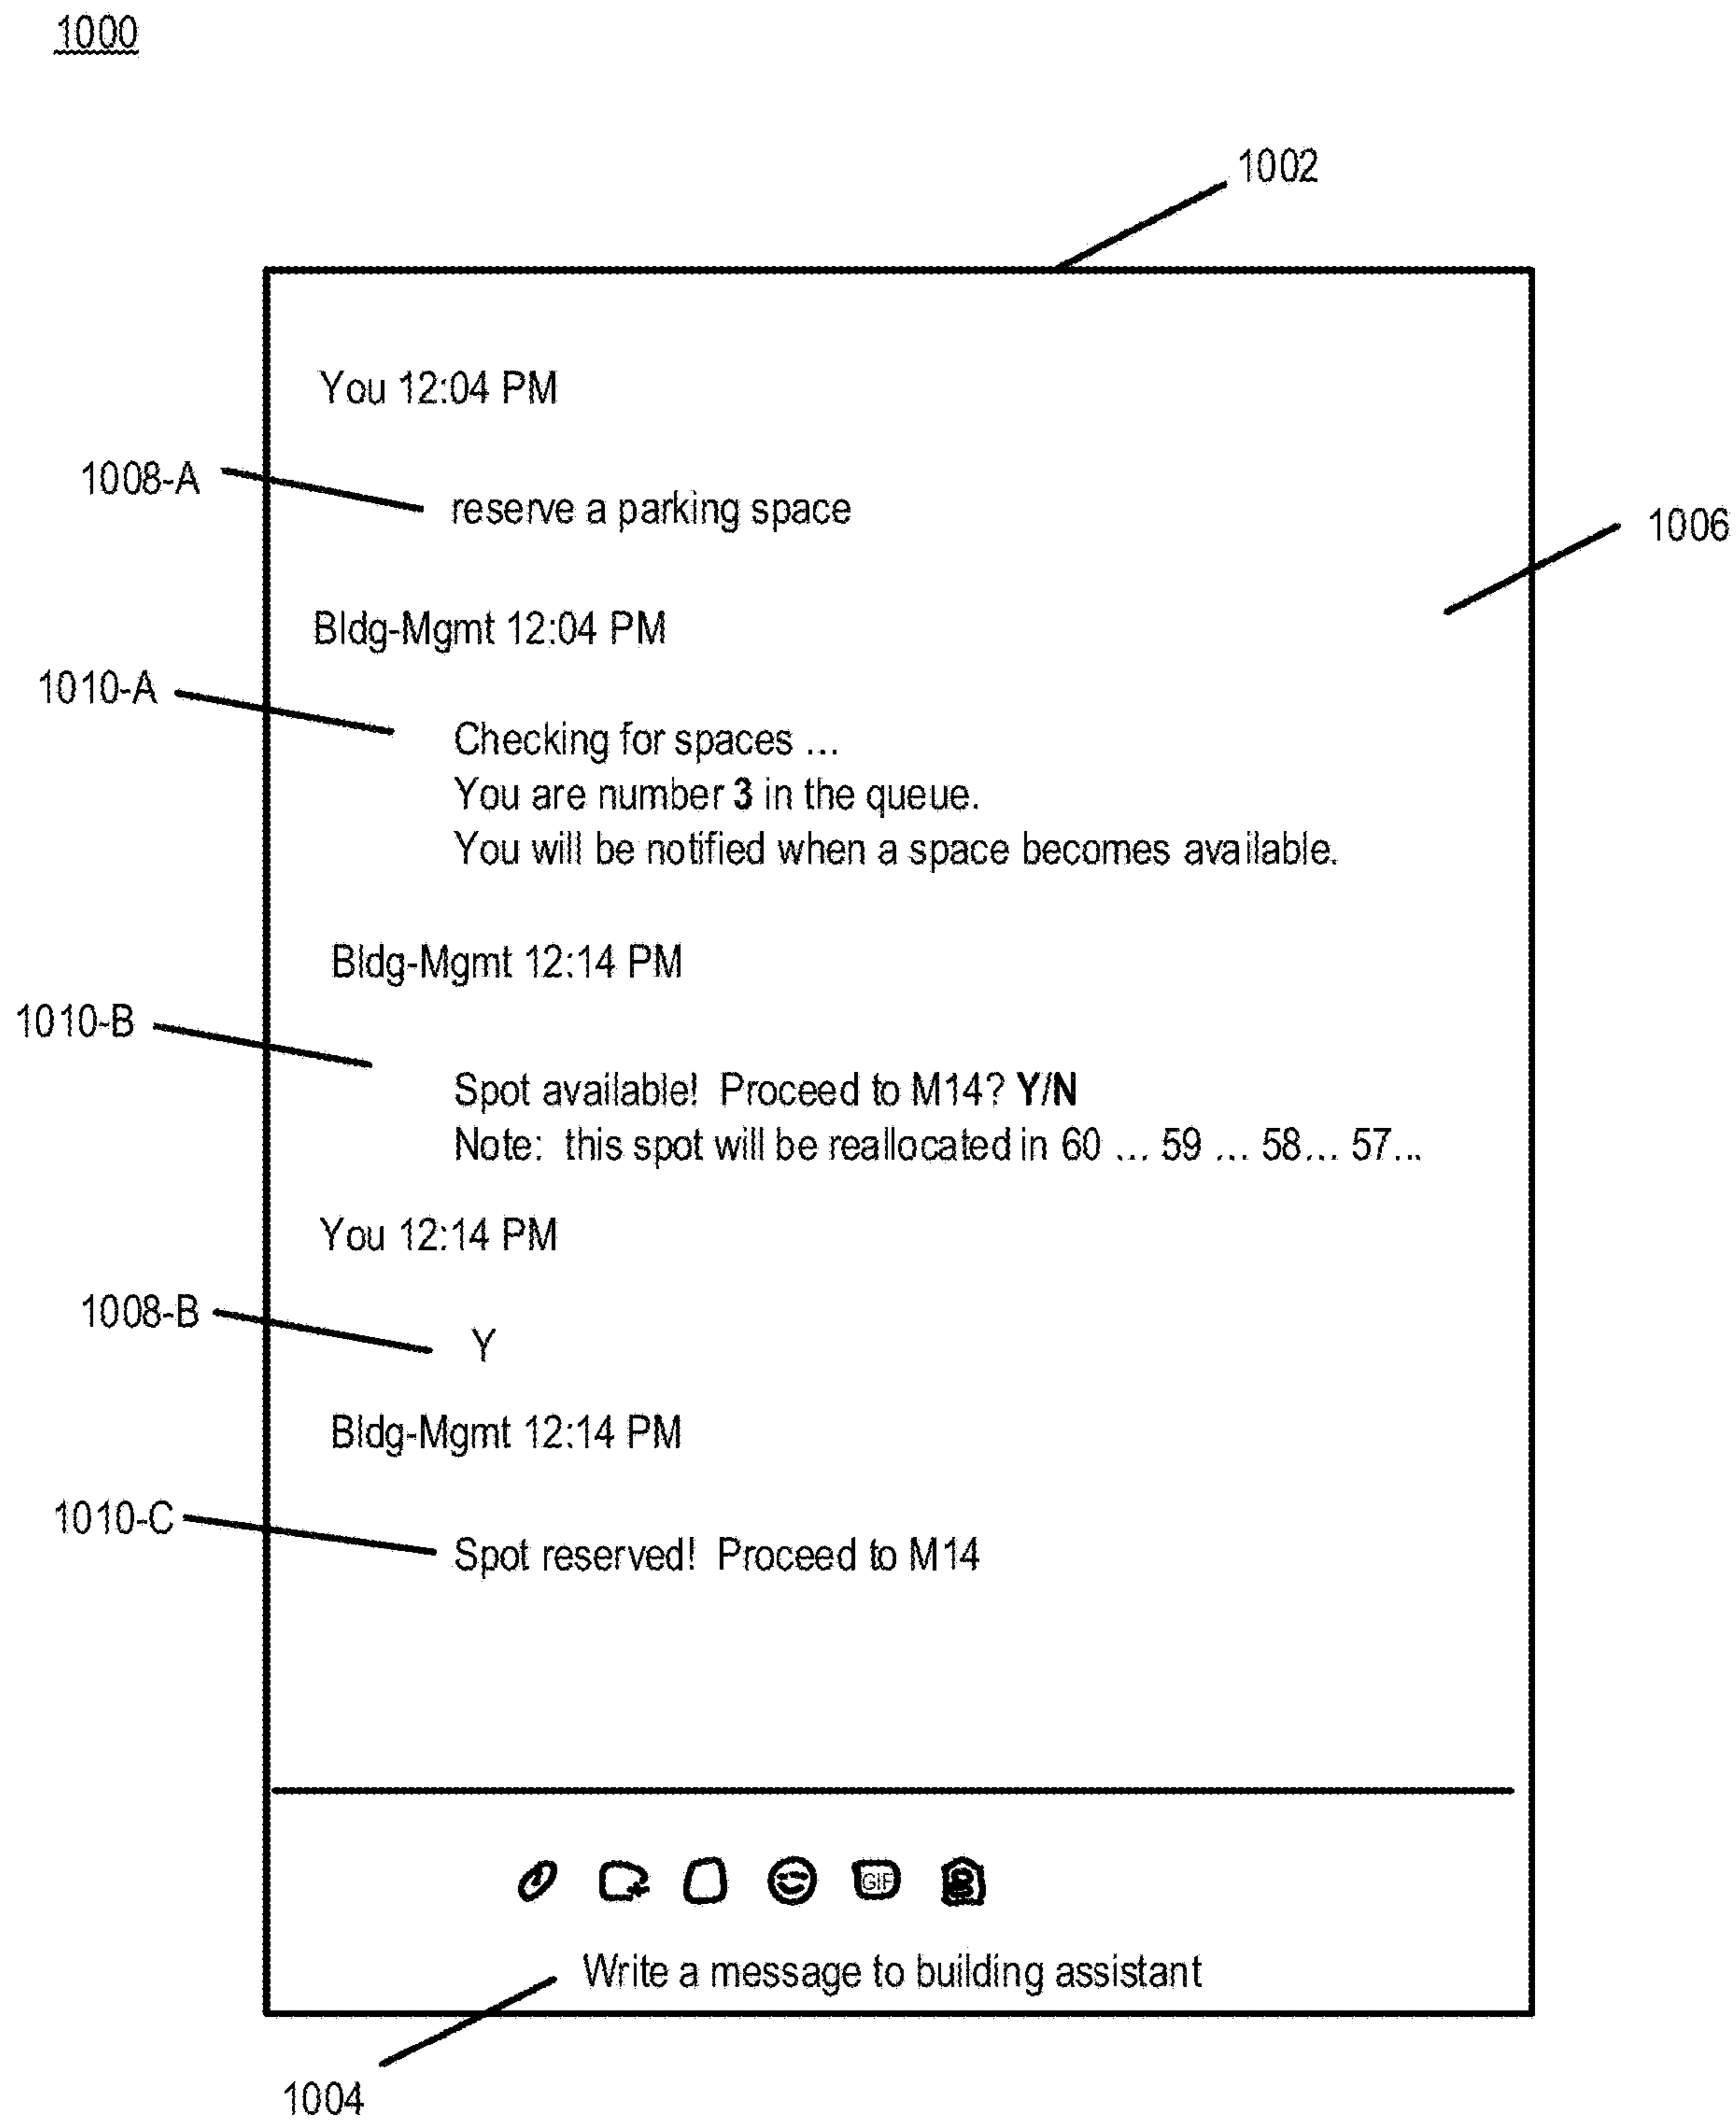 1000
1002
You 12:04 PM
1008-A
reserve a parking space
1006
Bldg-Mgmt 12:04 PM
1010-A
Checking for spaces ...
You are number 3 in the queue.
You will be notified when a space becomes available.
Bldg-Mgmt 12:14 PM
1010-B
Spot available! Proceed to M14? Y/N
Note: this spot will be reallocated in 60 ... 59 ... 58... 57...
You 12:14 PM
1008-B
Y
Bldg-Mgmt 12:14 PM
1010-C
Spot reserved! Proceed to M14
GIF
Write a message to building assistant
1004